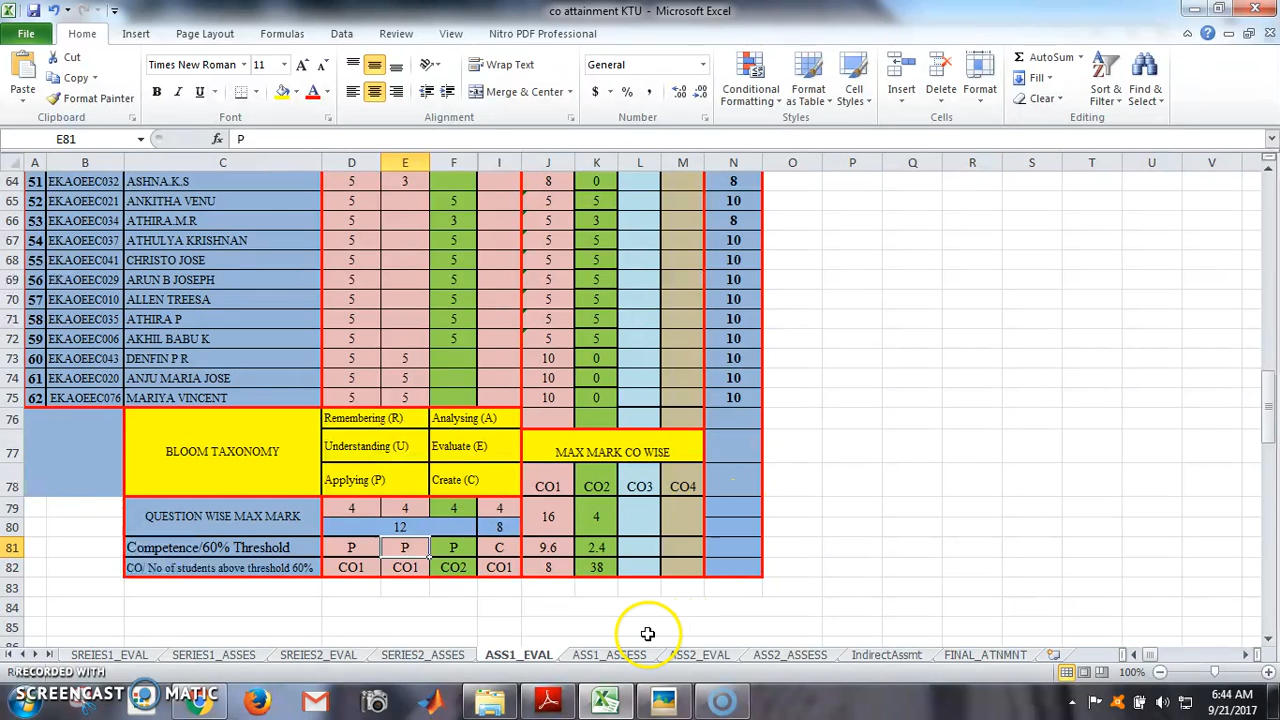 co attainment KTU - Microsoft Excel
File Home Insert Page Layout Formulas Data Review View Nitro PDF Professional
Cut Times New Roman 11 Wrap Text General AutoSum
Copy Fill
Paste Format Painter Merge & Center Conditional Formatting Format as Table Cell Styles Insert Delete Format Clear Sort & Filter Find & Select
Clipboard Font Alignment Number Styles Cells Editing
E81 fx P
A B C D E F I J K L M N O P Q R S T U V
64 51 EKAOEEC032 ASHNA.K.S 5 3 8 0 8
65 52 EKAOEEC021 ANKITHA VENU 5 5 5 5 10
66 53 EKAOEEC034 ATHIRA.M.R 5 3 5 3 8
67 54 EKAOEEC037 ATHULYA KRISHNAN 5 5 5 5 10
68 55 EKAOEEC041 CHRISTO JOSE 5 5 5 5 10
69 56 EKAOEEC029 ARUN B JOSEPH 5 5 5 5 10
70 57 EKAOEEC010 ALLEN TREESA 5 5 5 5 10
71 58 EKAOEEC035 ATHIRA P 5 5 5 5 10
72 59 EKAOEEC006 AKHIL BABU K 5 5 5 5 10
73 60 EKAOEEC043 DENFIN P R 5 5 10 0 10
74 61 EKAOEEC020 ANJU MARIA JOSE 5 5 10 0 10
75 62 EKAOEEC076 MARIYA VINCENT 5 5 10 0 10
76 Remembering (R) Analysing (A)
77 BLOOM TAXONOMY Understanding (U) Evaluate (E) MAX MARK CO WISE
78 Applying (P) Create (C) CO1 CO2 CO3 CO4
79 QUESTION WISE MAX MARK 4 4 4 4 16 4
80 12 8
81 Competence/60% Threshold P P P C 9.6 2.4
82 CO/ No of students above threshold 60% CO1 CO1 CO2 CO1 8 38
83
84
85
86
SREIES1_EVAL SERIES1_ASSES SREIES2_EVAL SERIES2_ASSES ASS1_EVAL ASS1_ASSESS ASS2_EVAL ASS2_ASSESS IndirectAssmt FINAL_ATNMNT
100%
RECORDED WITH
SCREENCAST MATIC
6:44 AM
9/21/2017